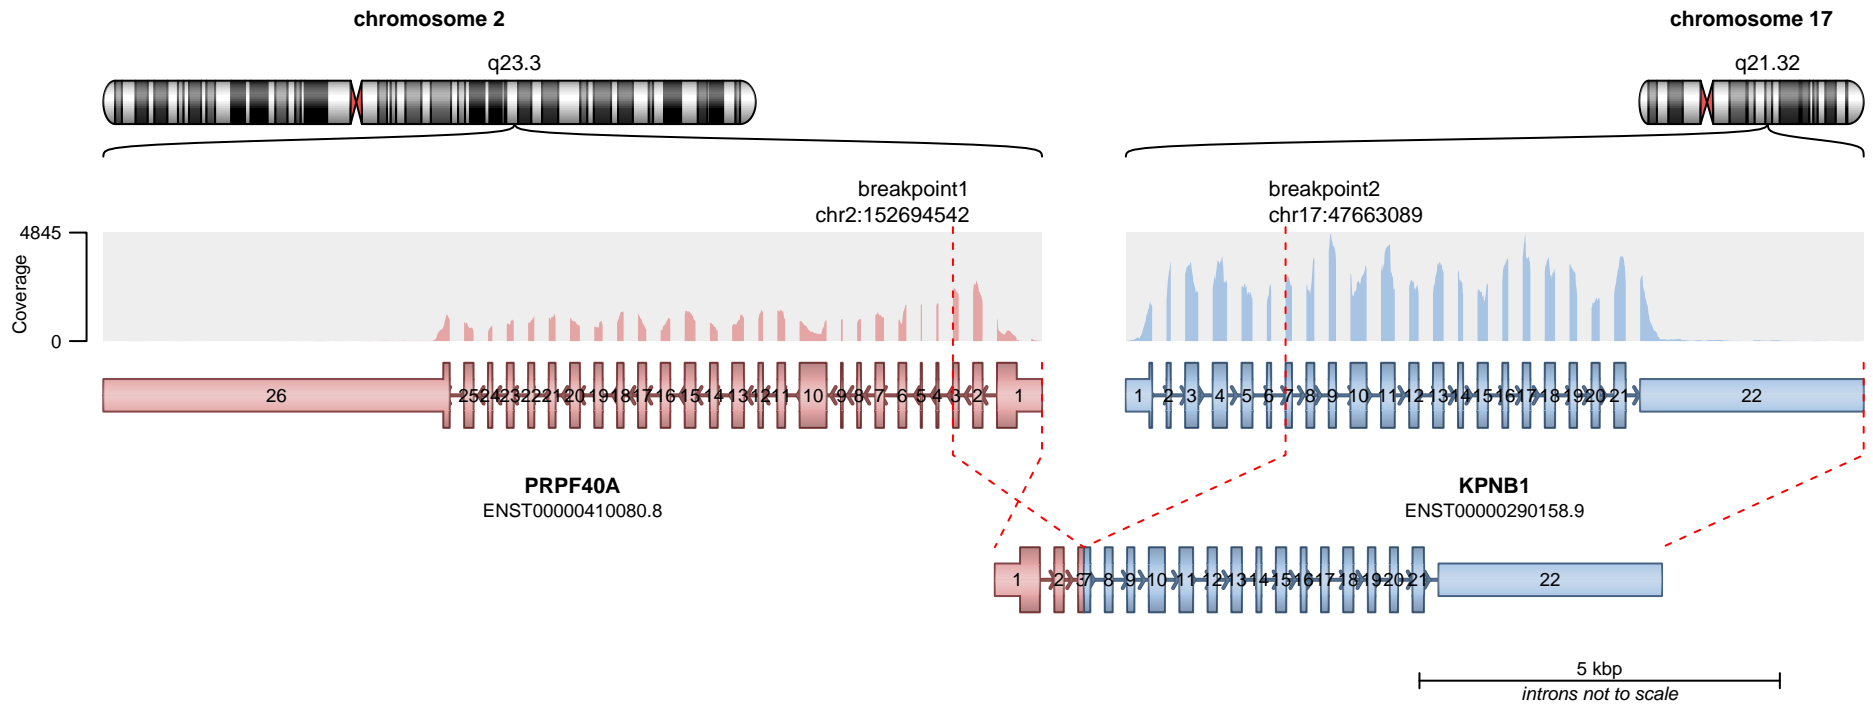 chromosome 2
chromosome 17
q23.3
q21.32
breakpoint1
chr2:152694542
breakpoint2
chr17:47663089
4845
Coverage
0
26 25 24 23 22 21 20 19 18 17 16 15 14 13 12 11 10 9 8 7 6 5 4 3 2 1
1 2 3 4 5 6 7 8 9 10 11 12 13 14 15 16 17 18 19 20 21 22
PRPF40A
ENST00000410080.8
KPNB1
ENST00000290158.9
1 2 3 7 8 9 10 11 12 13 14 15 16 17 18 19 20 21 22
5 kbp
introns not to scale